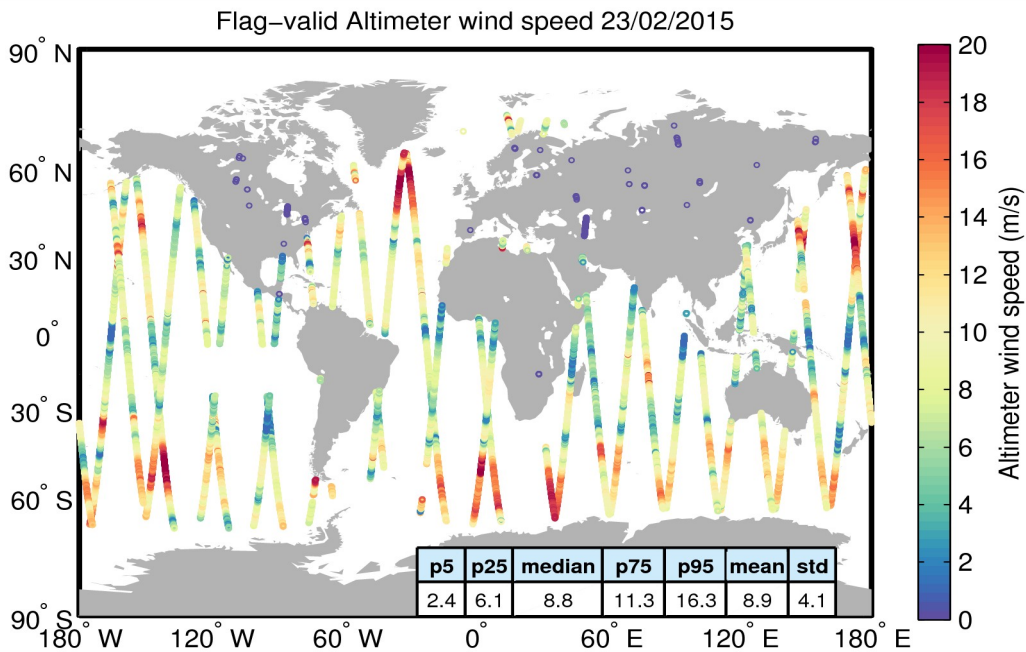 Flag−valid Altimeter wind speed 23/02/2015
90° N
60° N
30° N
0°
30° S
60° S
90° S
180° W
120° W
60° W
0°
60° E
120° E
180° E
p5 p25 median p75 p95 mean std
2.4 6.1 8.8 11.3 16.3 8.9 4.1
20
18
16
14
12
10
8
6
4
2
0
Altimeter wind speed (m/s)